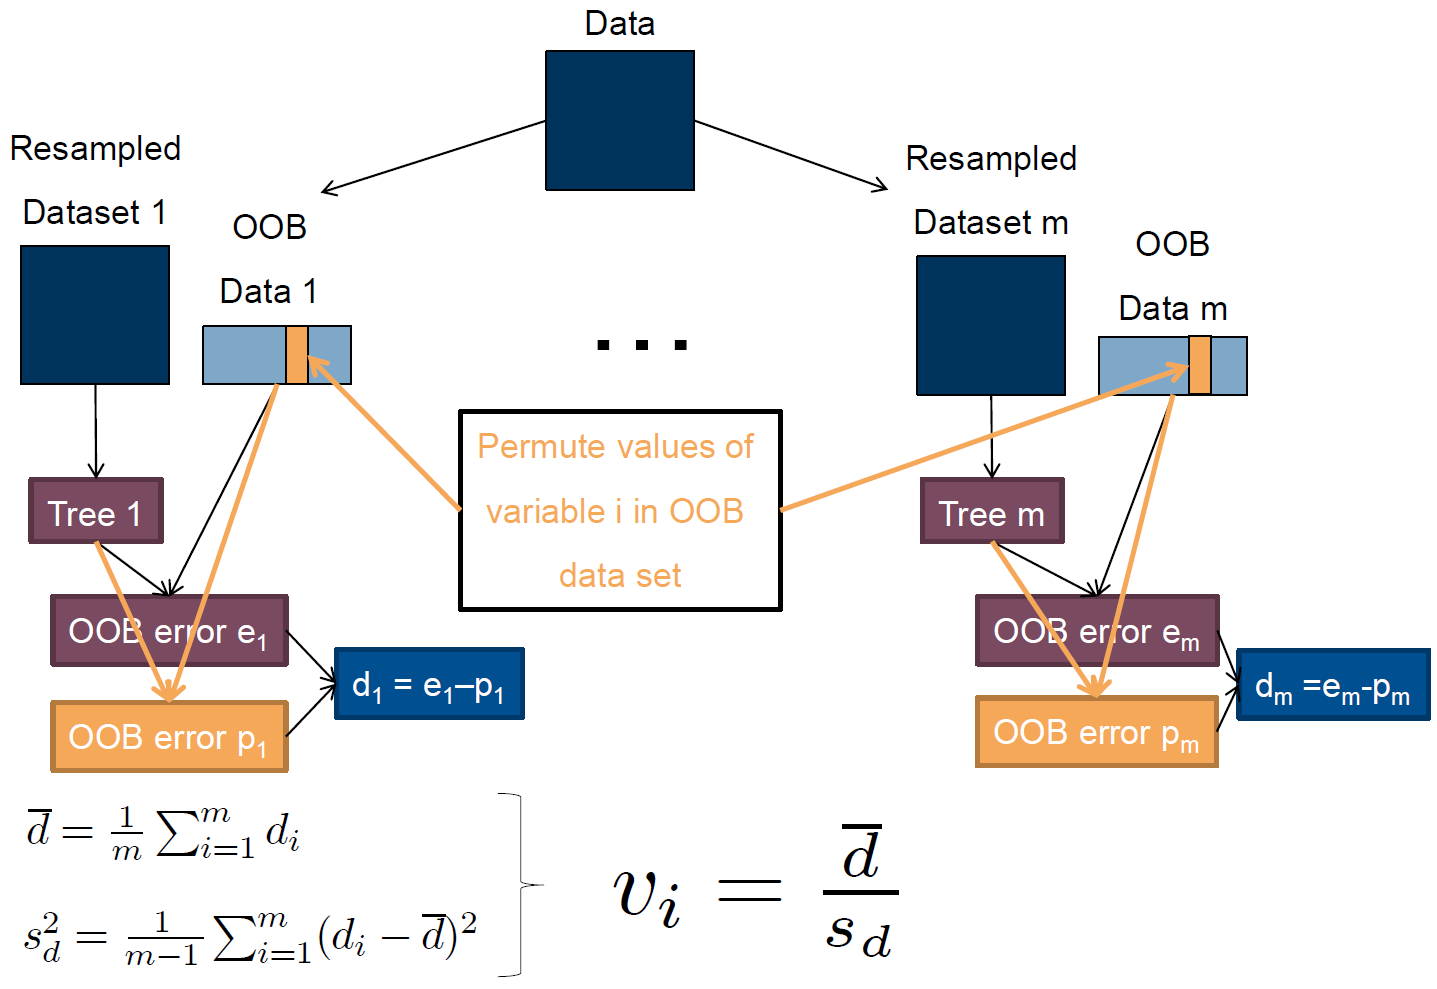 Data
Resampled
Dataset 1
OOB
Data 1
Resampled
Dataset m
OOB
Data m
...
Permute values of
variable i in OOB
data set
Tree 1
Tree m
OOB error e₁
OOB error p₁
d₁ = e₁–p₁
OOB error eₘ
OOB error pₘ
dₘ =eₘ-pₘ
d̅ = 1/m ∑ᵢ₌₁ᵐ dᵢ
s_d² = 1/(m−1) ∑ᵢ₌₁ᵐ (dᵢ − d̅)²
vᵢ = d̅/s_d